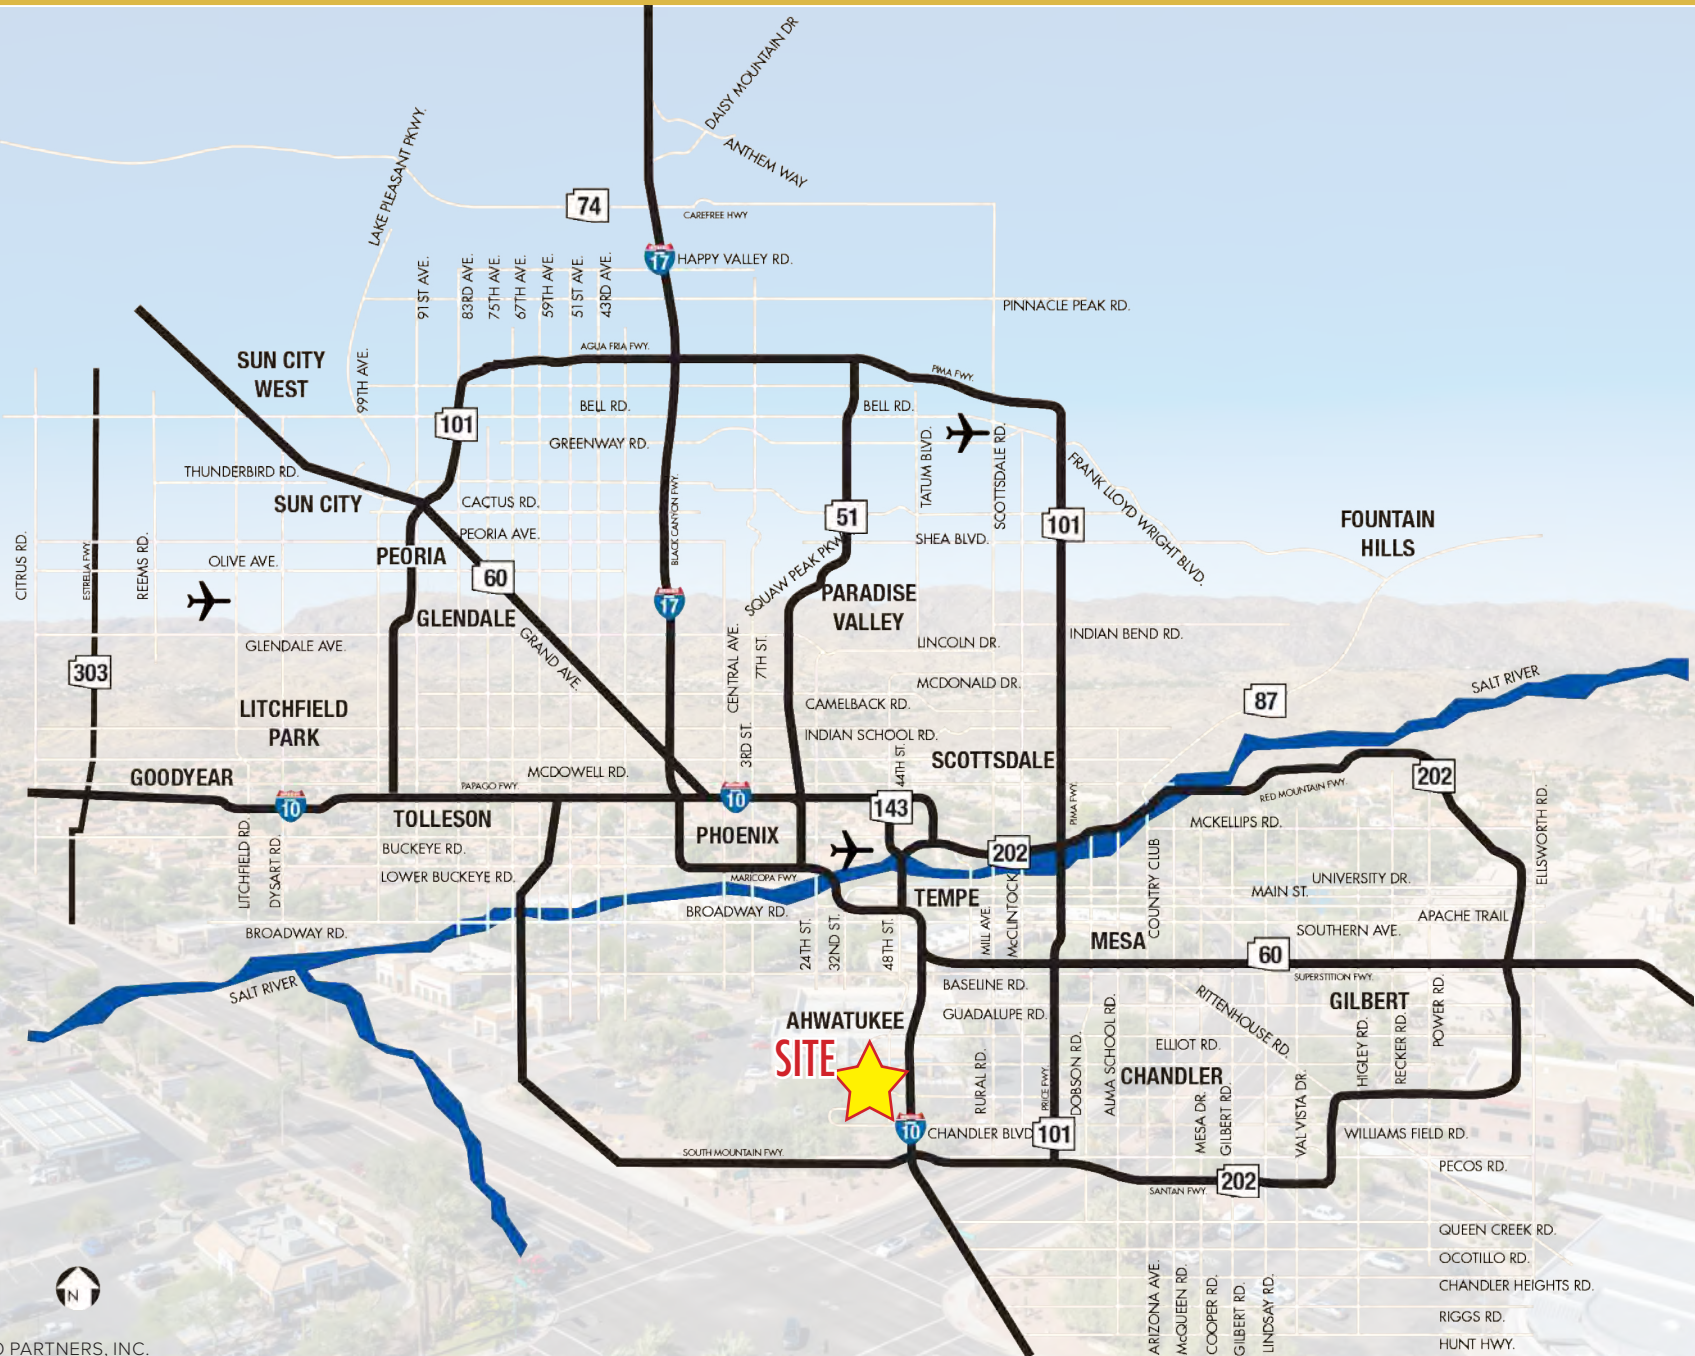 DAISY MOUNTAIN DR
ANTHEM WAY
LAKE PLEASANT PKWY.
74
CAREFREE HWY
17
HAPPY VALLEY RD.
91ST AVE.
83RD AVE.
75TH AVE.
67TH AVE.
59TH AVE.
51ST AVE.
43RD AVE.
PINNACLE PEAK RD.
SUN CITY
WEST
99TH AVE.
AGUA FRIA FWY.
PIMA FWY.
101
BELL RD.
BELL RD.
GREENWAY RD.
TATUM BLVD.
SCOTTSDALE RD.
FRANK LLOYD WRIGHT BLVD.
THUNDERBIRD RD.
SUN CITY
CACTUS RD.
BLACK CANYON FWY.
51
101
FOUNTAIN
HILLS
PEORIA AVE.
SHEA BLVD.
CITRUS RD.
ESTRELLA FWY.
REEMS RD.
OLIVE AVE.
PEORIA
60
SQUAW PEAK PKW
17
PARADISE
VALLEY
GLENDALE
GLENDALE AVE.
GRAND AVE.
CENTRAL AVE.
7TH ST.
LINCOLN DR.
INDIAN BEND RD.
303
MCDONALD DR.
SALT RIVER
87
LITCHFIELD
PARK
CAMELBACK RD.
3RD ST.
INDIAN SCHOOL RD.
44TH ST.
SCOTTSDALE
GOODYEAR
MCDOWELL RD.
PAPAGO FWY.
10
10
143
PIMA FWY.
RED MOUNTAIN FWY.
202
ELLSWORTH RD.
TOLLESON
PHOENIX
MCKELLIPS RD.
LITCHFIELD RD.
DYSART RD.
BUCKEYE RD.
202
LOWER BUCKEYE RD.
MARICOPA FWY.
COUNTRY CLUB
UNIVERSITY DR.
MAIN ST.
TEMPE
BROADWAY RD.
McCLINTOCK
MILL AVE.
APACHE TRAIL
BROADWAY RD.
24TH ST.
32ND ST.
48TH ST.
SOUTHERN AVE.
MESA
60
SUPERSTITION FWY.
SALT RIVER
BASELINE RD.
RITTENHOUSE RD.
GILBERT
POWER RD.
AHWATUKEE
GUADALUPE RD.
ALMA SCHOOL RD.
HIGLEY RD.
RECKER RD.
SITE
ELLIOT RD.
RURAL RD.
PRICE FWY.
DOBSON RD.
CHANDLER
MESA DR.
GILBERT RD.
VAL VISTA DR.
10
CHANDLER BLVD
101
WILLIAMS FIELD RD.
SOUTH MOUNTAIN FWY.
PECOS RD.
SANTAN FWY.
202
QUEEN CREEK RD.
OCOTILLO RD.
CHANDLER HEIGHTS RD.
RIGGS RD.
HUNT HWY.
ARIZONA AVE.
McQUEEN RD.
COOPER RD.
GILBERT RD.
LINDSAY RD.
N
PARTNERS, INC.